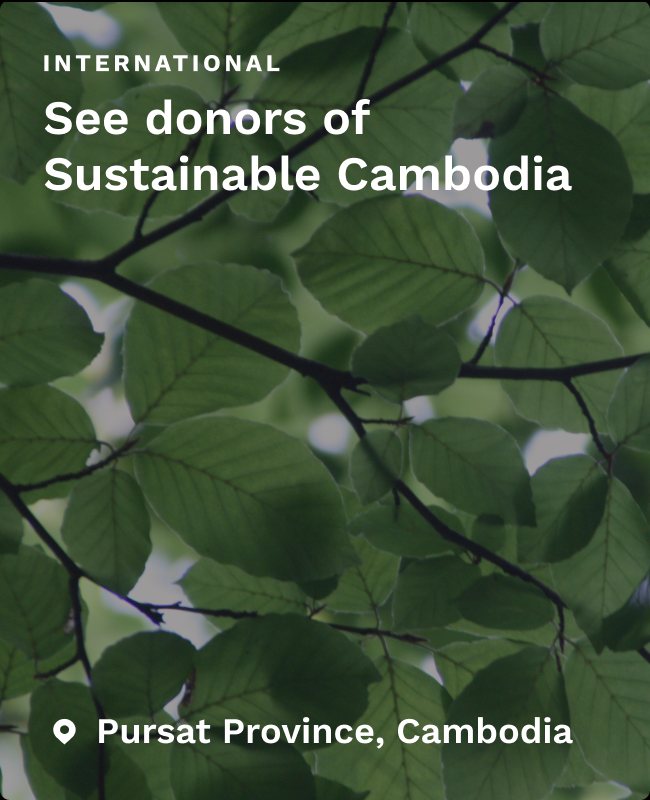 INTERNATIONAL
See donors of
Sustainable Cambodia
Pursat Province, Cambodia